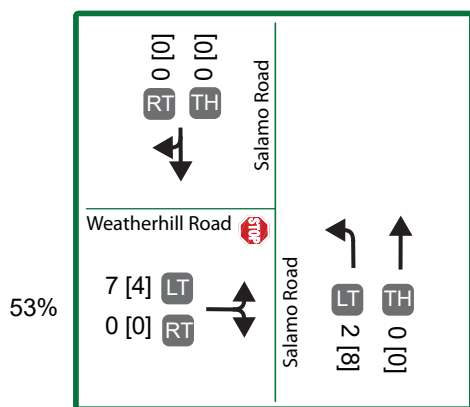 0 [0] 0 [0]
RT TH
Salamo Road
Weatherhill Road STOP
7 [4] LT
0 [0] RT
53%
Salamo Road
LT TH
2 [8] 0 [0]